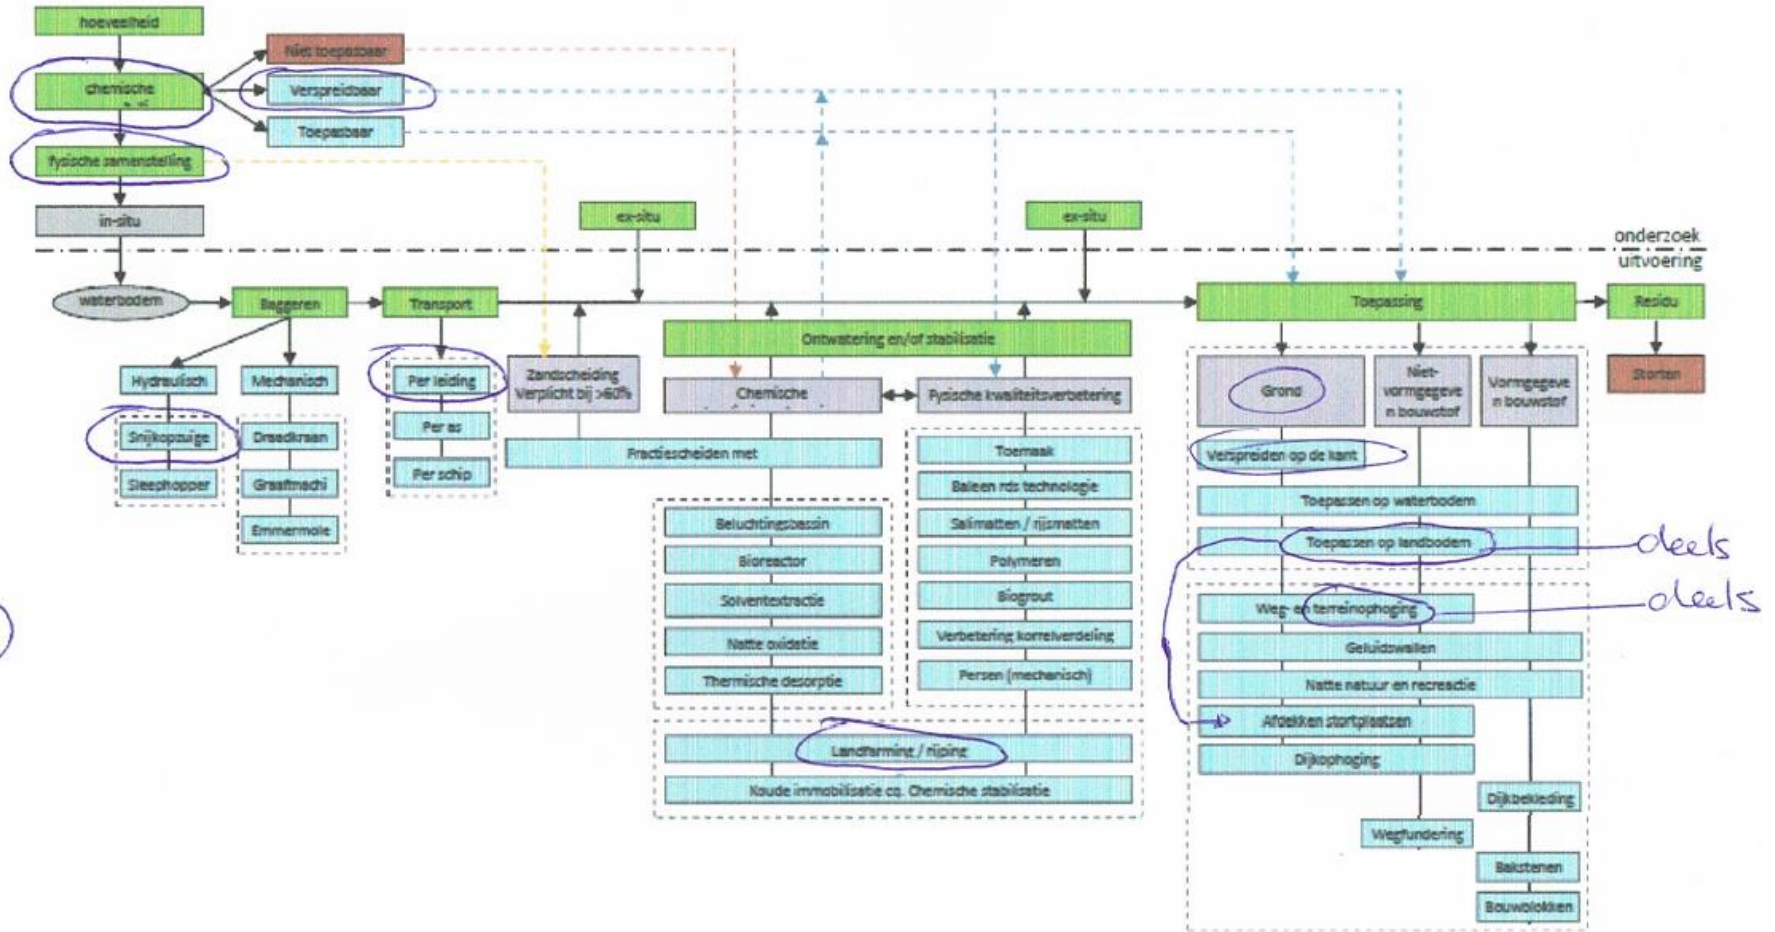 hoeveelheid
chemische
fysische samenstelling
in-situ
Niet toepasbaar
Verspreidbaar
Toepasbaar
ex-situ
ex-situ
onderzoek
uitvoering
waterbodem
Baggeren
Transport
Toepassing
Residu
Storten
Ontwatering en/of stabilisatie
Hydraulisch
Snijkopzuige
Sleephopper
Mechanisch
Draadkraan
Graafmachi
Emmermole
Per leiding
Per as
Per schip
Zandscheiding
Verplicht bij >60%
Chemische
Fysische kwaliteitsverbetering
Fractiescheiden met
Beluchtingsbassin
Bioreactor
Solventextractie
Natte oxidatie
Thermische desorptie
Toemaak
Baleen rds technologie
Salimatten / rijsmatten
Polymeren
Biogrout
Verbetering korrelverdeling
Persen (mechanisch)
Landfarming / rijping
Koude immobilisatie cq. Chemische stabilisatie
Grond
Niet-
vormgegeve
n bouwstof
Vormgegeve
n bouwstof
Verspreiden op de kant
Toepassen op waterbodem
Toepassen op landbodem
deels
Weg- en terreinophoging
deels
Geluidswallen
Natte natuur en recreactie
Afdekken stortplaatsen
Dijkophoging
Dijkbekleding
Wegfundering
Bakstenen
Bouwblokken